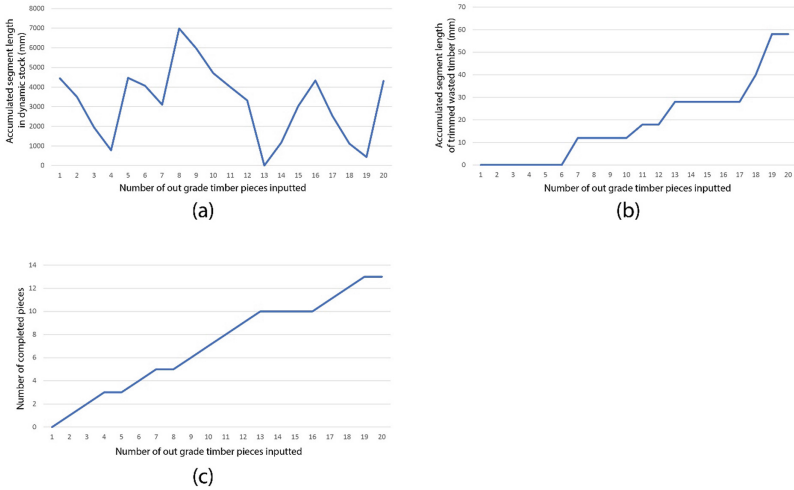 Accumulated segment length
in dynamic stock (mm)
8000
7000
6000
5000
4000
3000
2000
1000
0
1 2 3 4 5 6 7 8 9 10 11 12 13 14 15 16 17 18 19 20
Number of out grade timber pieces inputted
(a)
Accumulated segment length
of trimmed wasted timber (mm)
70
60
50
40
30
20
10
0
1 2 3 4 5 6 7 8 9 10 11 12 13 14 15 16 17 18 19 20
Number of out grade timber pieces inputted
(b)
Number of completed pieces
14
12
10
8
6
4
2
0
1 2 3 4 5 6 7 8 9 10 11 12 13 14 15 16 17 18 19 20
Number of out grade timber pieces inputted
(c)